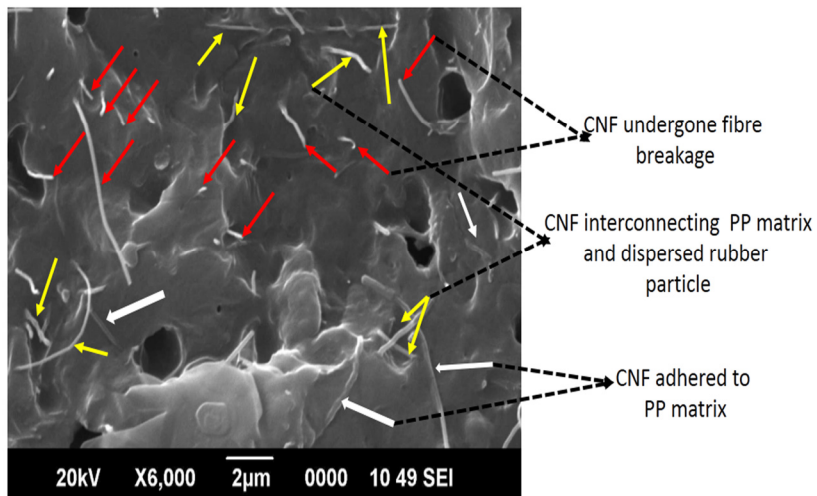 CNF undergone fibre
breakage
CNF interconnecting PP matrix
and dispersed rubber
particle
CNF adhered to
PP matrix
20kV X6,000 2µm 0000 10 49 SEI